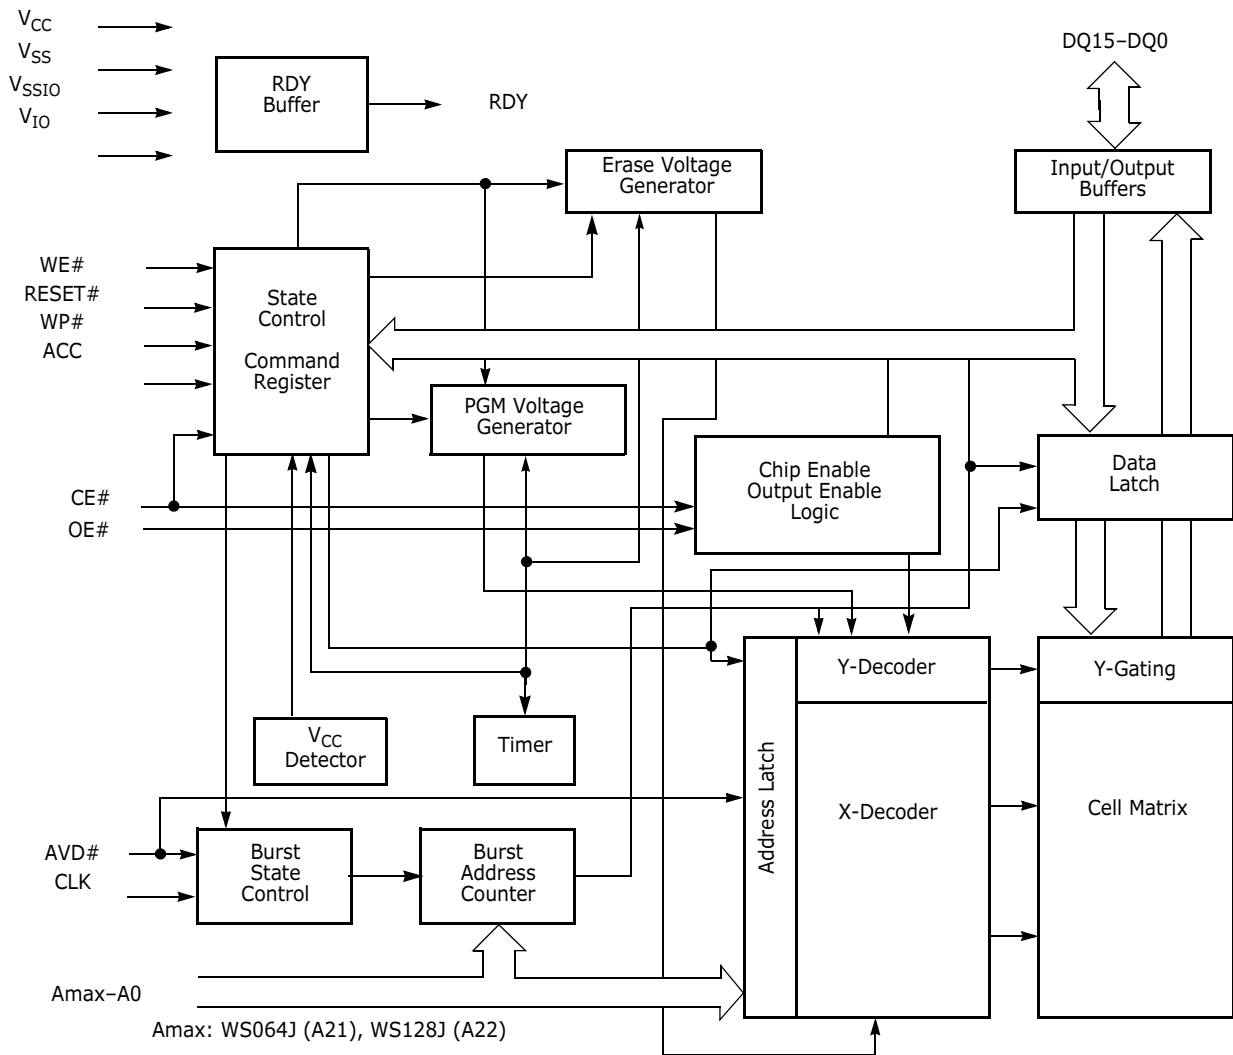 VCC
VSS
VSSIO
VIO
RDY
Buffer
RDY
DQ15–DQ0
Erase Voltage
Generator
Input/Output
Buffers
WE#
RESET#
WP#
ACC
State
Control
Command
Register
PGM Voltage
Generator
Chip Enable
Output Enable
Logic
Data
Latch
CE#
OE#
Y-Decoder
Y-Gating
VCC
Detector
Timer
Address Latch
X-Decoder
Cell Matrix
AVD#
CLK
Burst
State
Control
Burst
Address
Counter
Amax–A0
Amax: WS064J (A21), WS128J (A22)